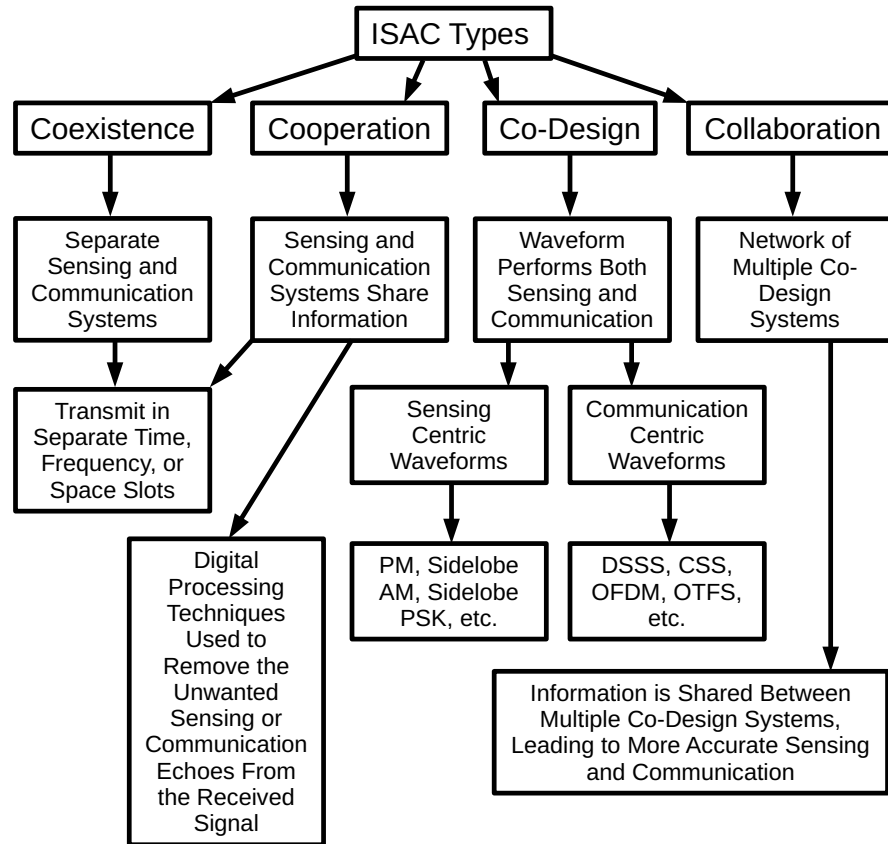 ISAC Types
Coexistence
Cooperation
Co-Design
Collaboration
Separate
Sensing and
Communication
Systems
Sensing and
Communication
Systems Share
Information
Waveform
Performs Both
Sensing and
Communication
Network of
Multiple Co-
Design
Systems
Transmit in
Separate Time,
Frequency, or
Space Slots
Sensing
Centric
Waveforms
Communication
Centric
Waveforms
Digital
Processing
Techniques
Used to
Remove the
Unwanted
Sensing or
Communication
Echoes From
the Received
Signal
PM, Sidelobe
AM, Sidelobe
PSK, etc.
DSSS, CSS,
OFDM, OTFS,
etc.
Information is Shared Between
Multiple Co-Design Systems,
Leading to More Accurate Sensing
and Communication